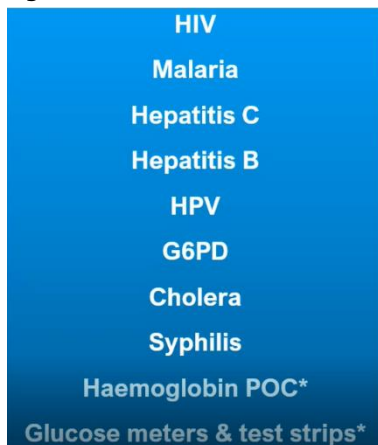 HIV
Malaria
Hepatitis C
Hepatitis B
HPV
G6PD
Cholera
Syphilis
Haemoglobin POC*
Glucose meters & test strips*